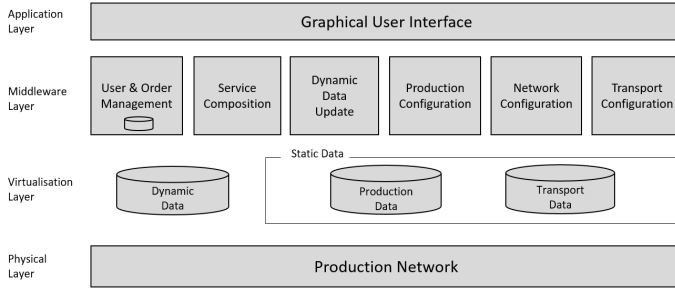 Application
Layer
Graphical User Interface
Middleware
Layer
User & Order
Management
Service
Composition
Dynamic
Data
Update
Production
Configuration
Network
Configuration
Transport
Configuration
Static Data
Virtualisation
Layer
Dynamic
Data
Production
Data
Transport
Data
Physical
Layer
Production Network